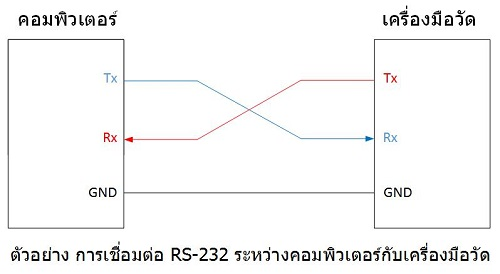 คอมพิวเตอร์ เครื่องมือวัด
Tx Tx
Rx Rx
GND GND
ตัวอย่าง การเชื่อมต่อ RS-232 ระหว่างคอมพิวเตอร์กับเครื่องมือวัด